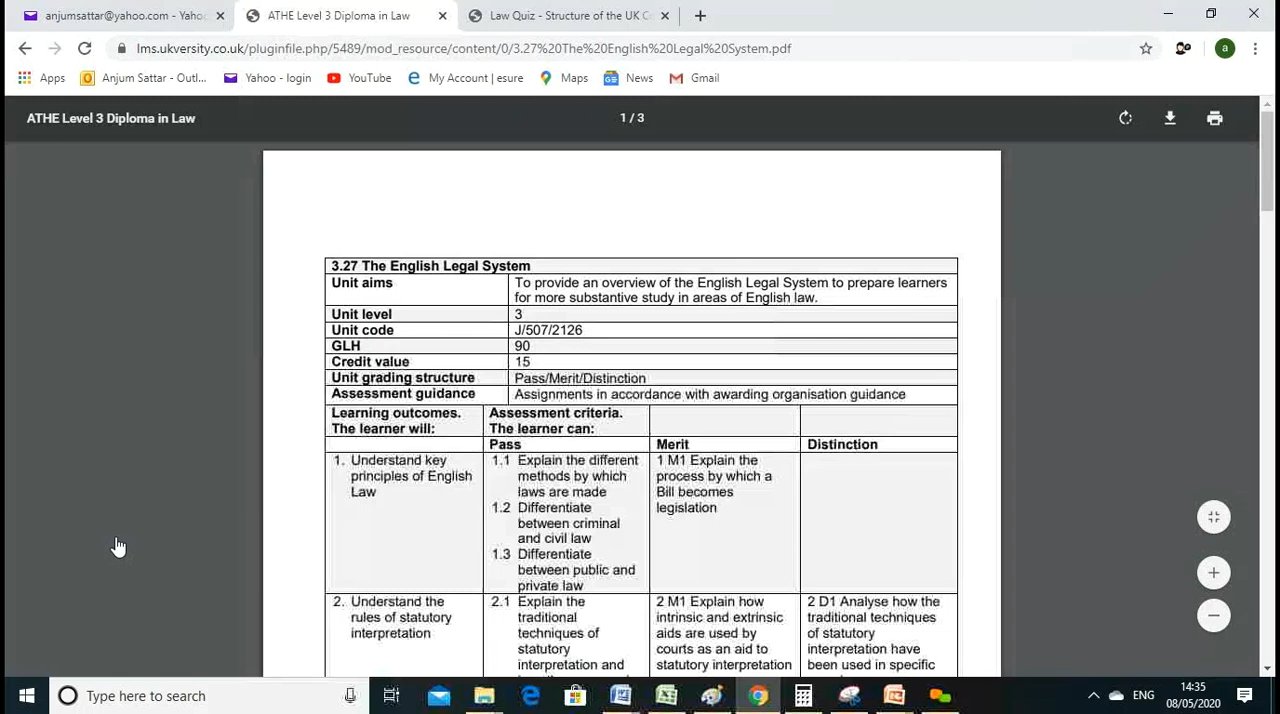 anjumsattar@yahoo.com - Yahoo
ATHE Level 3 Diploma in Law
Law Quiz - Structure of the UK C
lms.ukversity.co.uk/pluginfile.php/5489/mod_resource/content/0/3.27%20The%20English%20Legal%20System.pdf
a
Apps
Anjum Sattar - Outl...
Yahoo - login
YouTube
My Account | esure
Maps
News
Gmail
ATHE Level 3 Diploma in Law
1 / 3
3.27 The English Legal System
Unit aims
To provide an overview of the English Legal System to prepare learners
for more substantive study in areas of English law.
Unit level
3
Unit code
J/507/2126
GLH
90
Credit value
15
Unit grading structure
Pass/Merit/Distinction
Assessment guidance
Assignments in accordance with awarding organisation guidance
Learning outcomes.
The learner will:
Assessment criteria.
The learner can:
Pass
Merit
Distinction
1. Understand key
principles of English
Law
1.1 Explain the different
methods by which
laws are made
1.2 Differentiate
between criminal
and civil law
1.3 Differentiate
between public and
private law
1 M1 Explain the
process by which a
Bill becomes
legislation
2. Understand the
rules of statutory
interpretation
2.1 Explain the
traditional
techniques of
statutory
interpretation and
2 M1 Explain how
intrinsic and extrinsic
aids are used by
courts as an aid to
statutory interpretation
2 D1 Analyse how the
traditional techniques
of statutory
interpretation have
been used in specific
Type here to search
ENG
14:35
08/05/2020